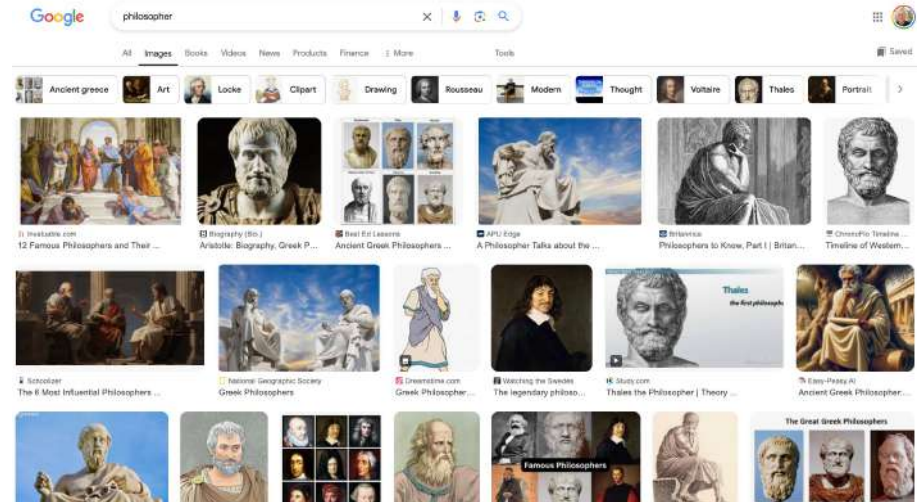 Google
philosopher
All Images Books Videos News Products Finance More Tools
Saved
Ancient greece Art Locke Clipart Drawing Rousseau Modern Thought Voltaire Thales Portrait
Invaluable.com
12 Famous Philosophers and Their ...
Biography (Bio.)
Aristotle: Biography, Greek P...
Best Ed Lessons
Ancient Greek Philosophers ...
APU Edge
A Philosopher Talks about the ...
Britannica
Philosophers to Know, Part I | Britan...
ChronoFlo Timeline ...
Timeline of Western...
Thales
the first philosoph
Schoolizer
The 6 Most Influential Philosophers ...
National Geographic Society
Greek Philosophers
Dreamstime.com
Greek Philosopher...
Watching the Swedes
The legendary philoso...
Study.com
Thales the Philosopher | Theory ...
Easy-Peasy.AI
Ancient Greek Philosopher...
Famous Philosophers
The Great Greek Philosophers